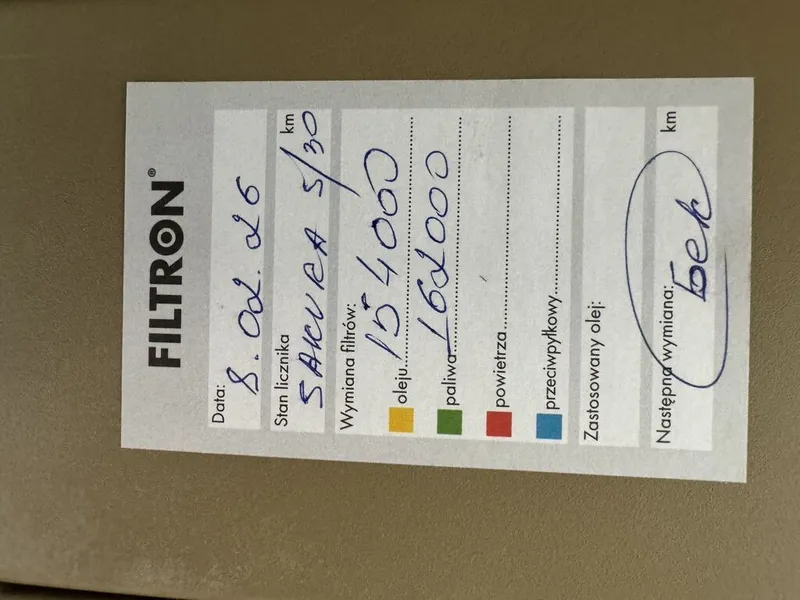 FILTRON®
Data:
8.02.26
Stan licznika
km
SAKURA 5/30
Wymiana filtrów:
oleju
154000
paliwa
162000
powietrza
przeciwpyłkowy
Zastosowany olej:
Następna wymiana:
km
Бек